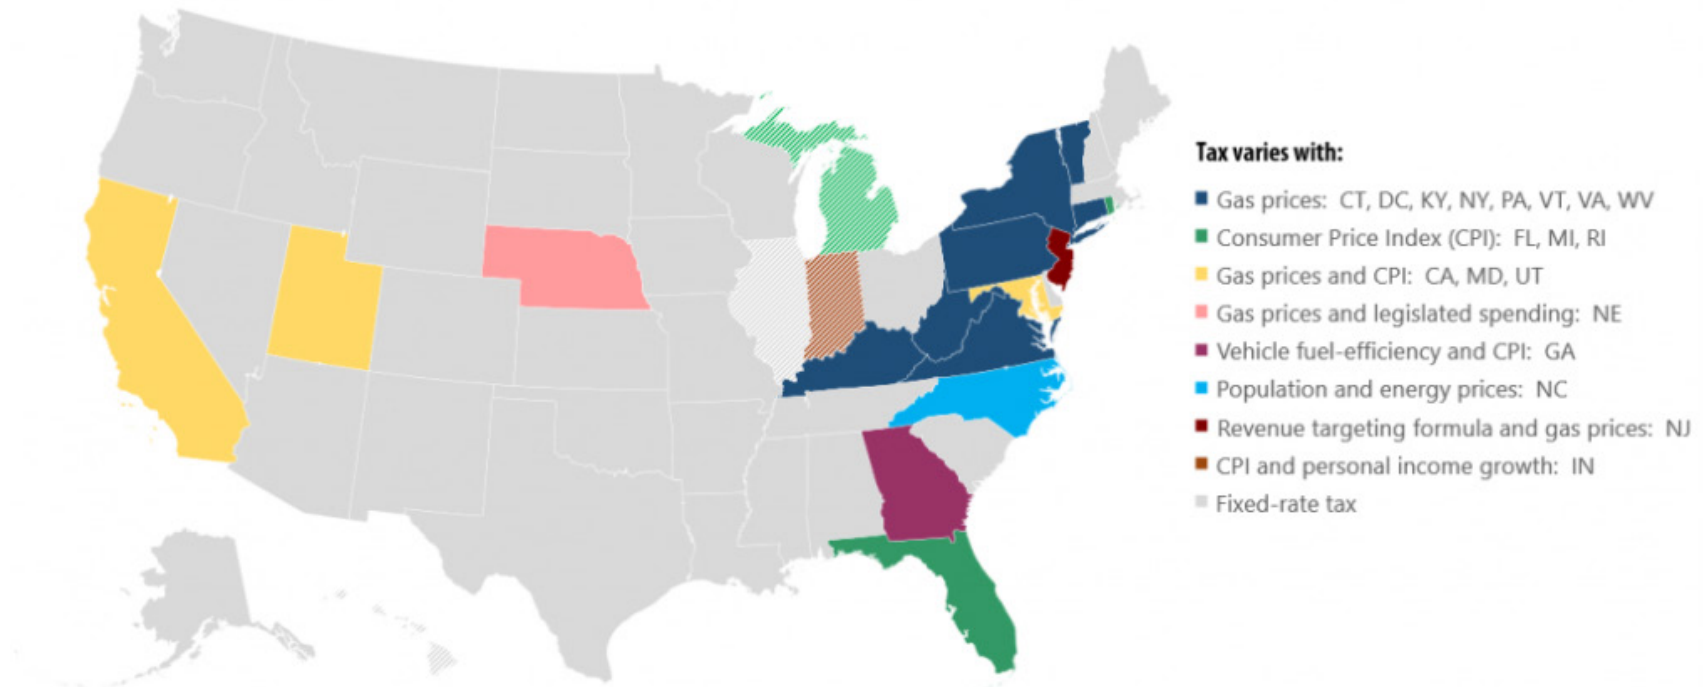 Tax varies with:
Gas prices: CT, DC, KY, NY, PA, VT, VA, WV
Consumer Price Index (CPI): FL, MI, RI
Gas prices and CPI: CA, MD, UT
Gas prices and legislated spending: NE
Vehicle fuel-efficiency and CPI: GA
Population and energy prices: NC
Revenue targeting formula and gas prices: NJ
CPI and personal income growth: IN
Fixed-rate tax